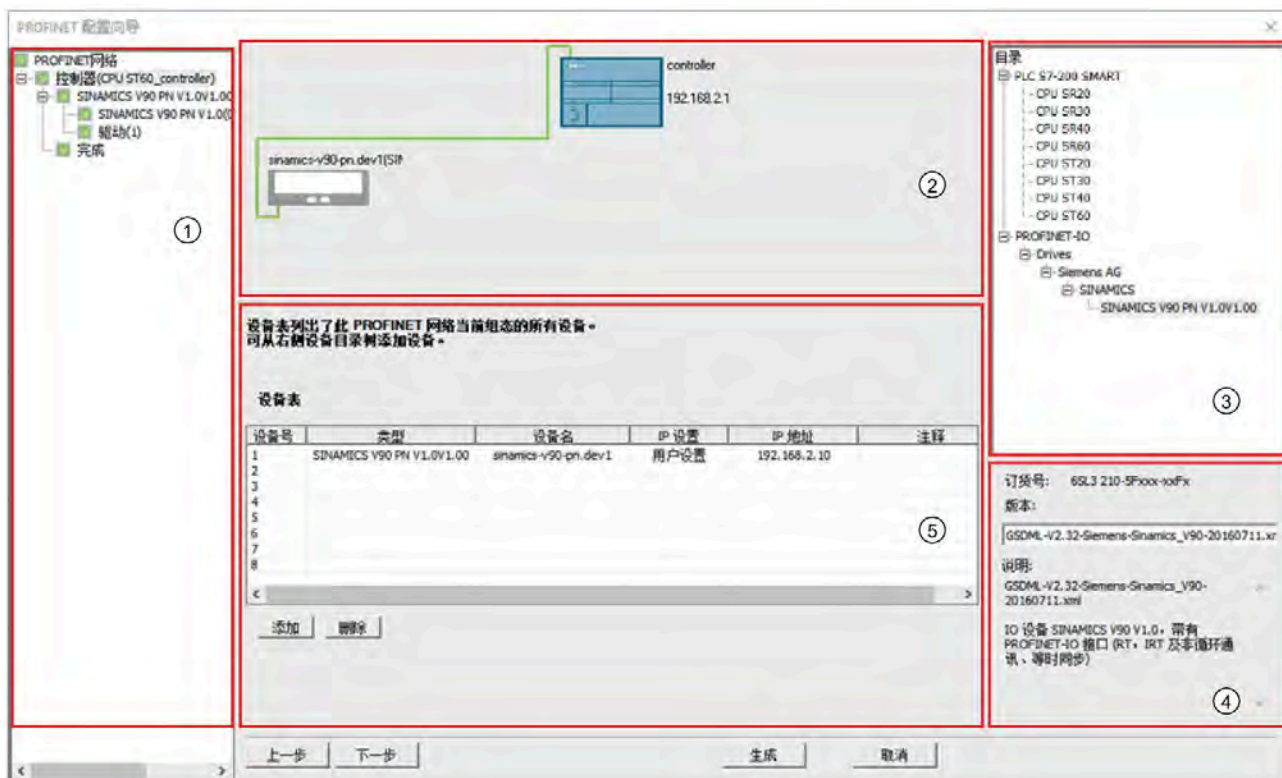 PROFINET 配置向导
PROFINET网络
控制器(CPU ST60_controller)
SINAMICS V90 PN V1.0V1.00
SINAMICS V90 PN V1.0(0
驱动(1)
完成
①
controller
192.168.2.1
sinamics-v90-pn.dev1(SIN
②
目录
PLC S7-200 SMART
CPU SR20
CPU SR30
CPU SR40
CPU SR60
CPU ST20
CPU ST30
CPU ST40
CPU ST60
PROFINET-IO
Drives
Siemens AG
SINAMICS
SINAMICS V90 PN V1.0V1.00
③
设备表列出了此 PROFINET 网络当前组态的所有设备。
可从右侧设备目录树添加设备。
设备表
设备号 类型 设备名 IP 设置 IP 地址 注释
1 SINAMICS V90 PN V1.0V1.00 sinamics-v90-pn.dev1 用户设置 192.168.2.10
2
3
4
5
6
7
8
⑤
添加 删除
订货号: 6SL3 210-5Fxxx-xxFx
版本:
GSDML-V2.32-Siemens-Sinamics_V90-20160711.xr
说明:
GSDML-V2.32-Siemens-Sinamics_V90-
20160711.xml
IO 设备 SINAMICS V90 V1.0，带有
PROFINET-IO 接口 (RT，IRT 及非循环通
讯、等时同步)
④
上一步 下一步 生成 取消